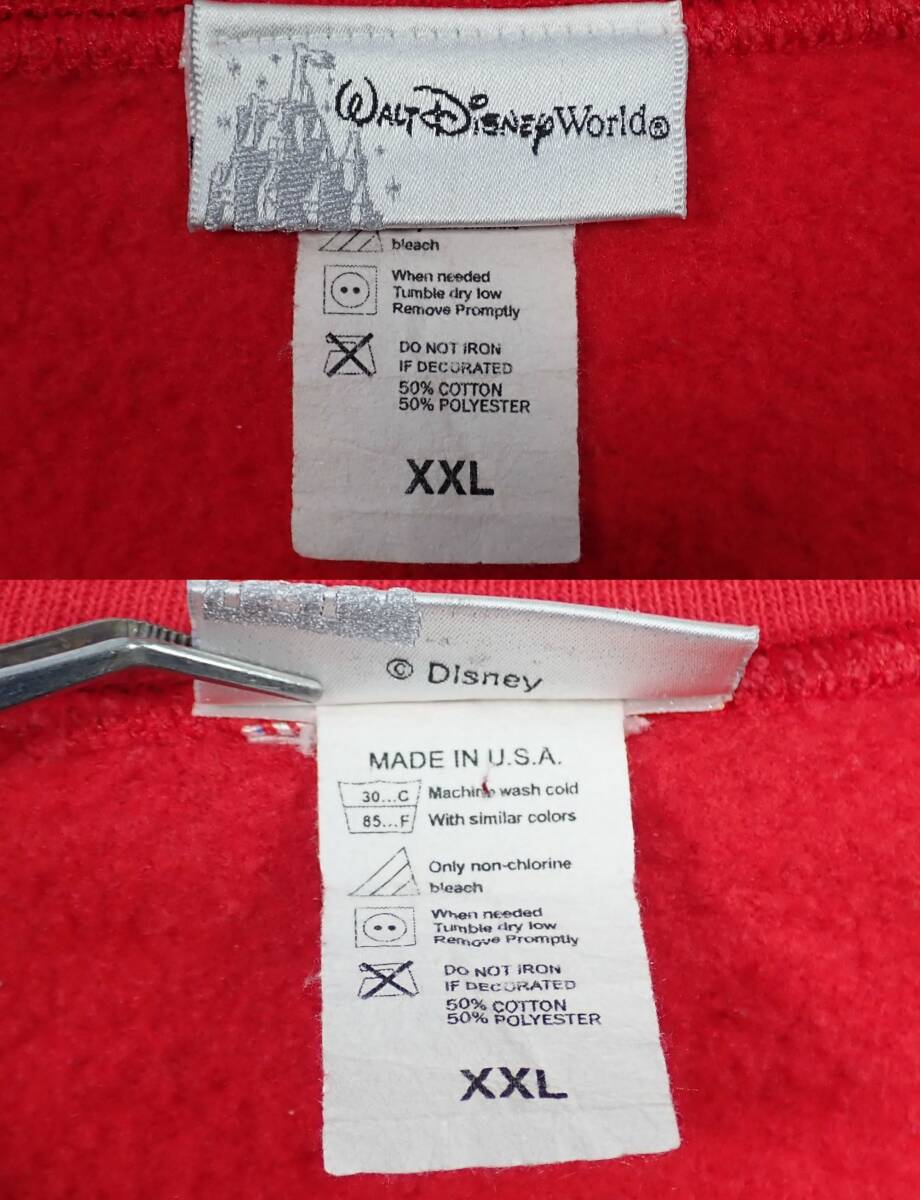 Walt Disney World®
bleach
When needed
Tumble dry low
Remove Promptly
DO NOT IRON
IF DECORATED
50% COTTON
50% POLYESTER
XXL
© Disney
MADE IN U.S.A.
30...C
Machine wash cold
85...F
With similar colors
Only non-chlorine
bleach
When needed
Tumble dry low
Remove Promptly
DO NOT IRON
IF DECORATED
50% COTTON
50% POLYESTER
XXL